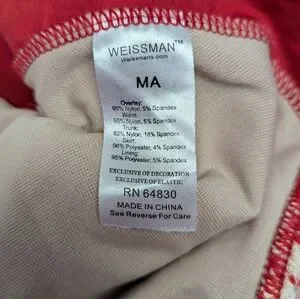 WEISSMAN™
Weissmans.com
MA
Overlay:
95% Nylon, 5% Spandex
Waist:
95% Nylon, 5% Spandex
Trunk:
82% Nylon, 18% Spandex
Skirt:
96% Polyester, 4% Spandex
Lining:
95% Polyester, 5% Spandex
EXCLUSIVE OF DECORATION
EXCLUSIVE OF ELASTIC
RN 64830
MADE IN CHINA
See Reverse For Care